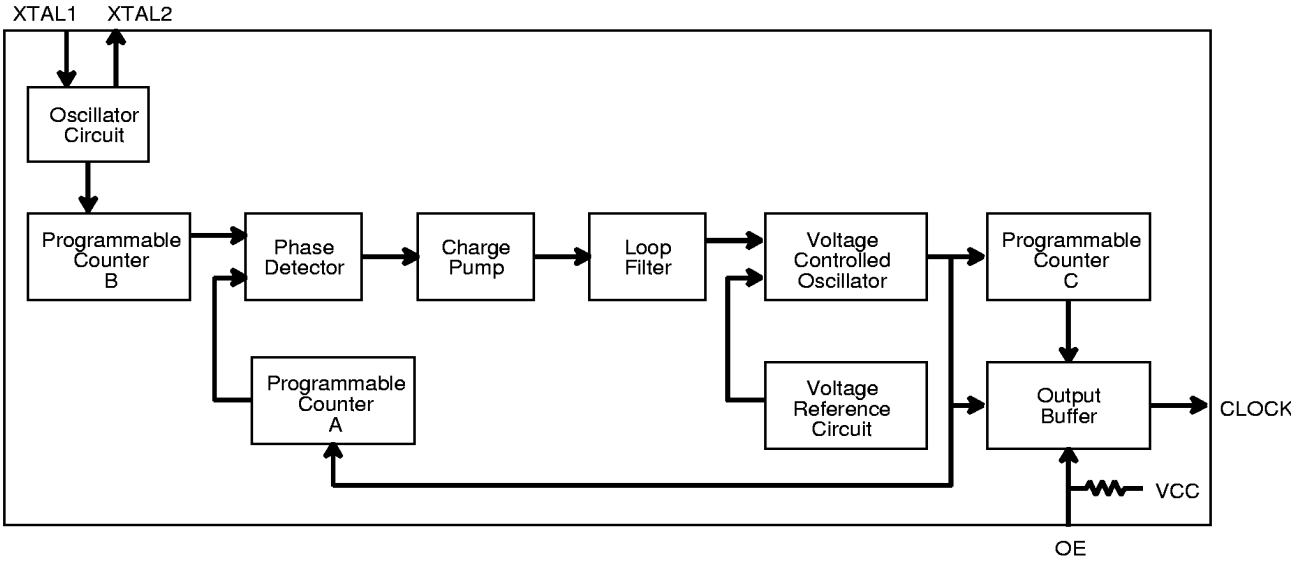 XTAL1 XTAL2
Oscillator
Circuit
Programmable
Counter
B
Phase
Detector
Charge
Pump
Loop
Filter
Voltage
Controlled
Oscillator
Programmable
Counter
C
Programmable
Counter
A
Voltage
Reference
Circuit
Output
Buffer
CLOCK
VCC
OE